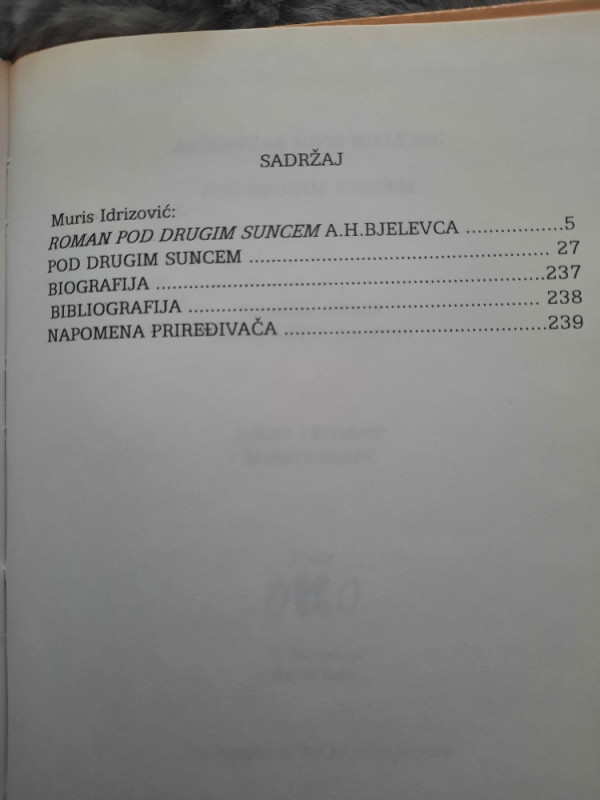 SADRŽAJ
Muris Idrizović:
ROMAN POD DRUGIM SUNCEM A.H.BJELEVCA ..................5
POD DRUGIM SUNCEM .................................................... 27
BIOGRAFIJA ....................................................................237
BIBLIOGRAFIJA ............................................................. 238
NAPOMENA PRIREĐIVAČA .............................................239